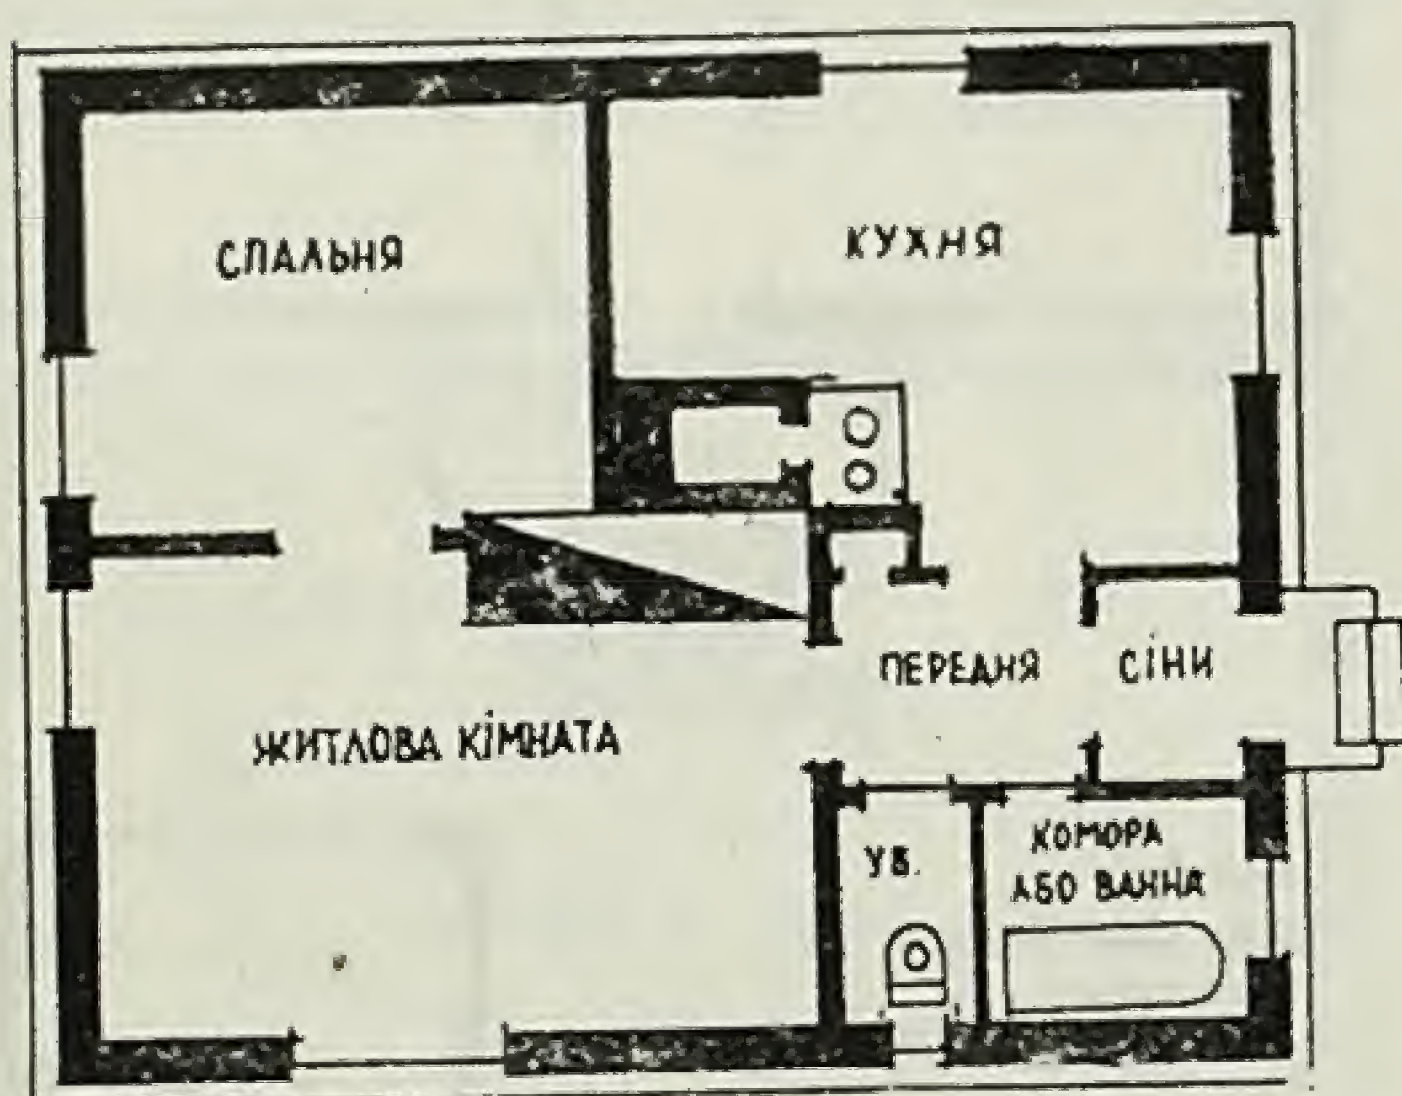 СПАЛЬНЯ
КУХНЯ
ПЕРЕДНЯ
СІНИ
ЖИТЛОВА КІМНАТА
УБ.
КОМОРА
АБО ВАННА